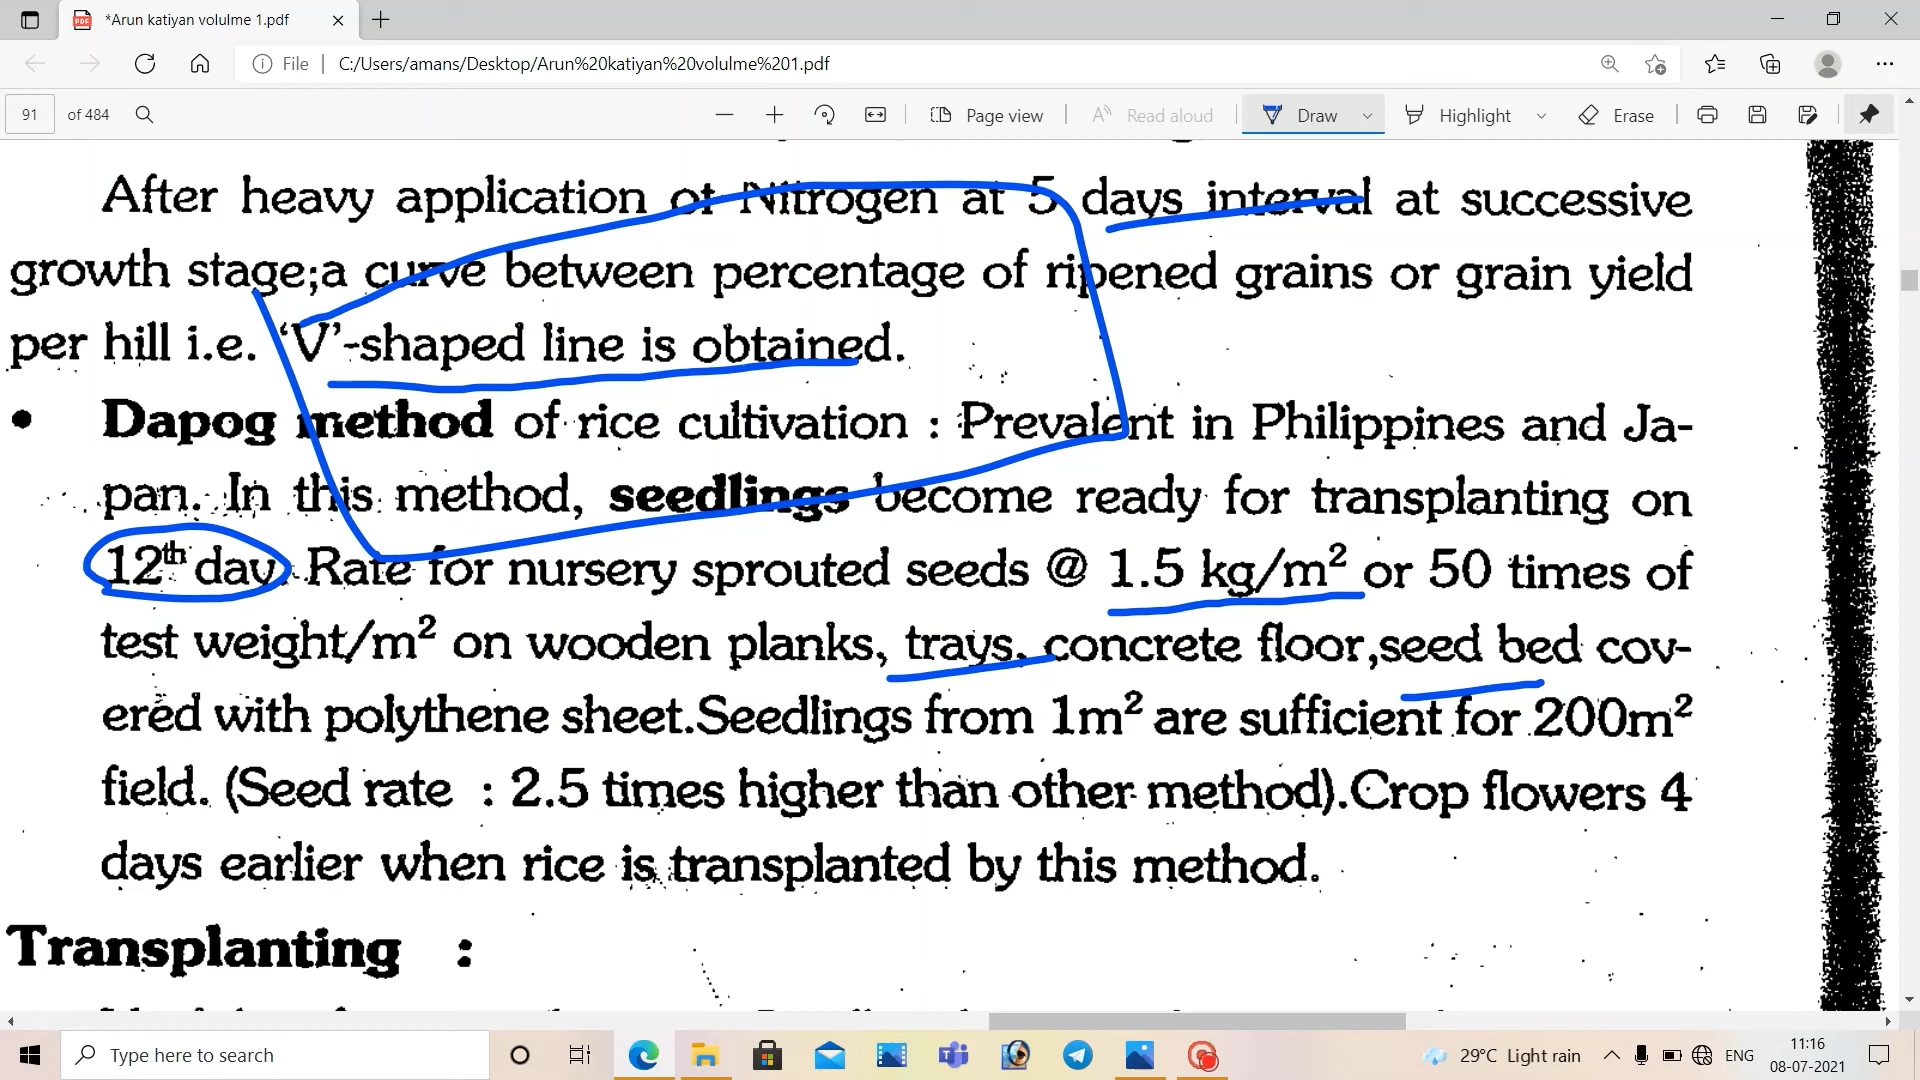 *Arun katiyan volulme 1.pdf
File
C:/Users/amans/Desktop/Arun%20katiyan%20volulme%201.pdf
91 of 484
Page view
Read aloud
Draw
Highlight
Erase
After heavy application of Nitrogen at 5 days interval at successive
growth stage;a curve between percentage of ripened grains or grain yield
per hill i.e. 'V'-shaped line is obtained.
• Dapog method of rice cultivation : Prevalent in Philippines and Ja-
pan. In this method, seedlings become ready for transplanting on
12th day. Rate for nursery sprouted seeds @ 1.5 kg/m² or 50 times of
test weight/m² on wooden planks, trays, concrete floor,seed bed cov-
ered with polythene sheet.Seedlings from 1m² are sufficient for 200m²
field. (Seed rate : 2.5 times higher than other method).Crop flowers 4
days earlier when rice is transplanted by this method.
Transplanting :
Type here to search
29°C Light rain
ENG
11:16
08-07-2021